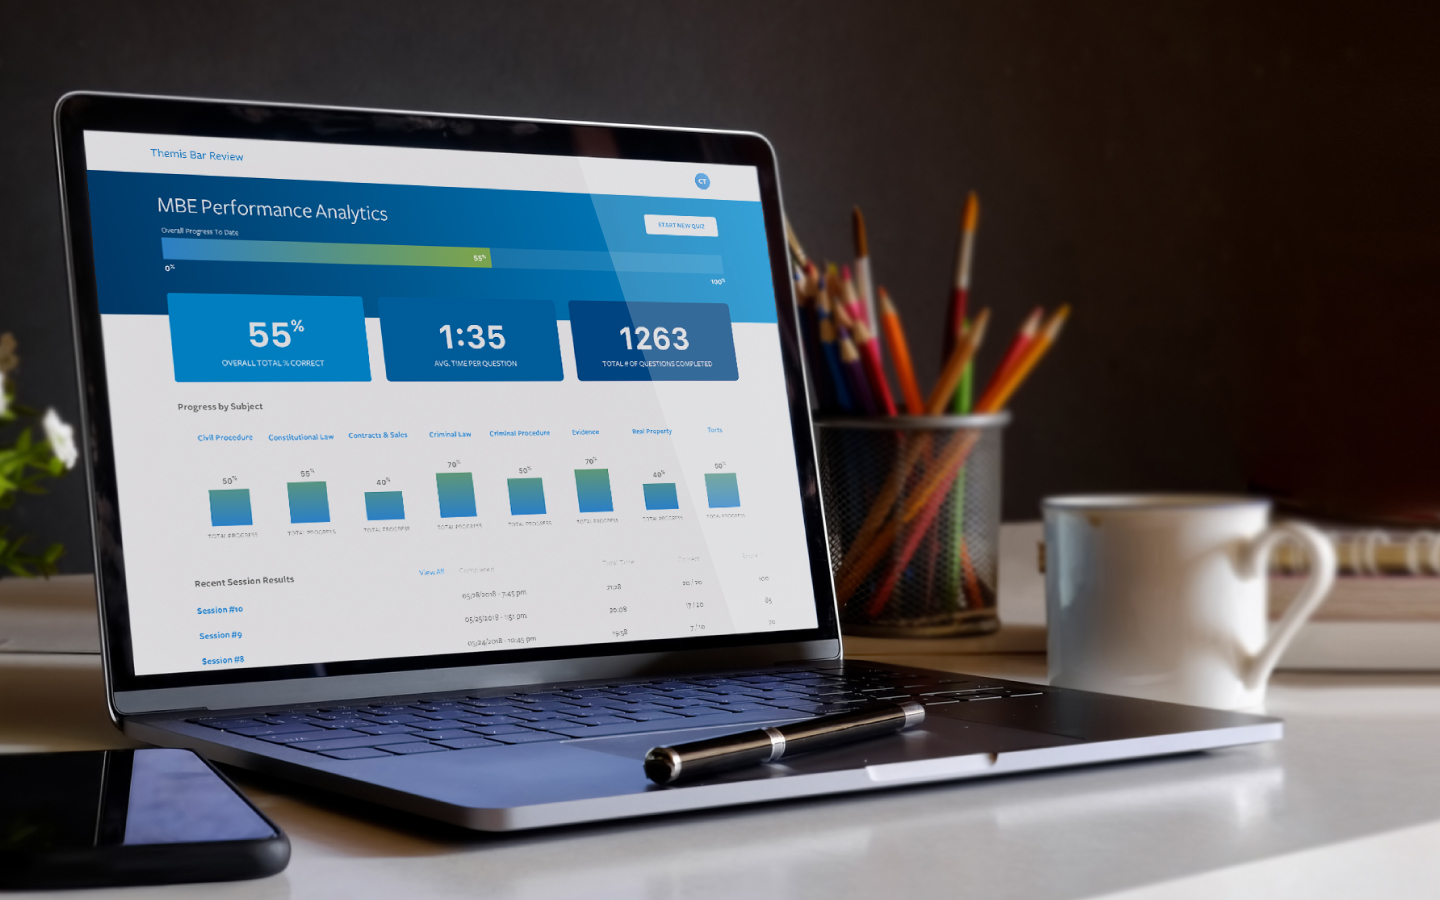 Themis Bar Review
CT
MBE Performance Analytics
START NEW QUIZ
Overall Progress To Date
55%
0%
100%
55%
OVERALL TOTAL % CORRECT
1:35
AVG. TIME PER QUESTION
1263
TOTAL # OF QUESTIONS COMPLETED
Progress by Subject
Civil Procedure Constitutional Law Contracts & Sales Criminal Law Criminal Procedure Evidence Real Property Torts
50% 55% 40% 70% 50% 70% 40% 50%
TOTAL PROGRESS TOTAL PROGRESS TOTAL PROGRESS TOTAL PROGRESS TOTAL PROGRESS TOTAL PROGRESS TOTAL PROGRESS TOTAL PROGRESS
Recent Session Results View All Completed Total Time Correct
Session #10 05/28/2018 - 7:45 pm 21:08 20/20 100
Session #9 05/25/2018 - 1:51 pm 20:08 17/20 85
Session #8 05/24/2018 - 10:45 pm 19:58 7/10 70